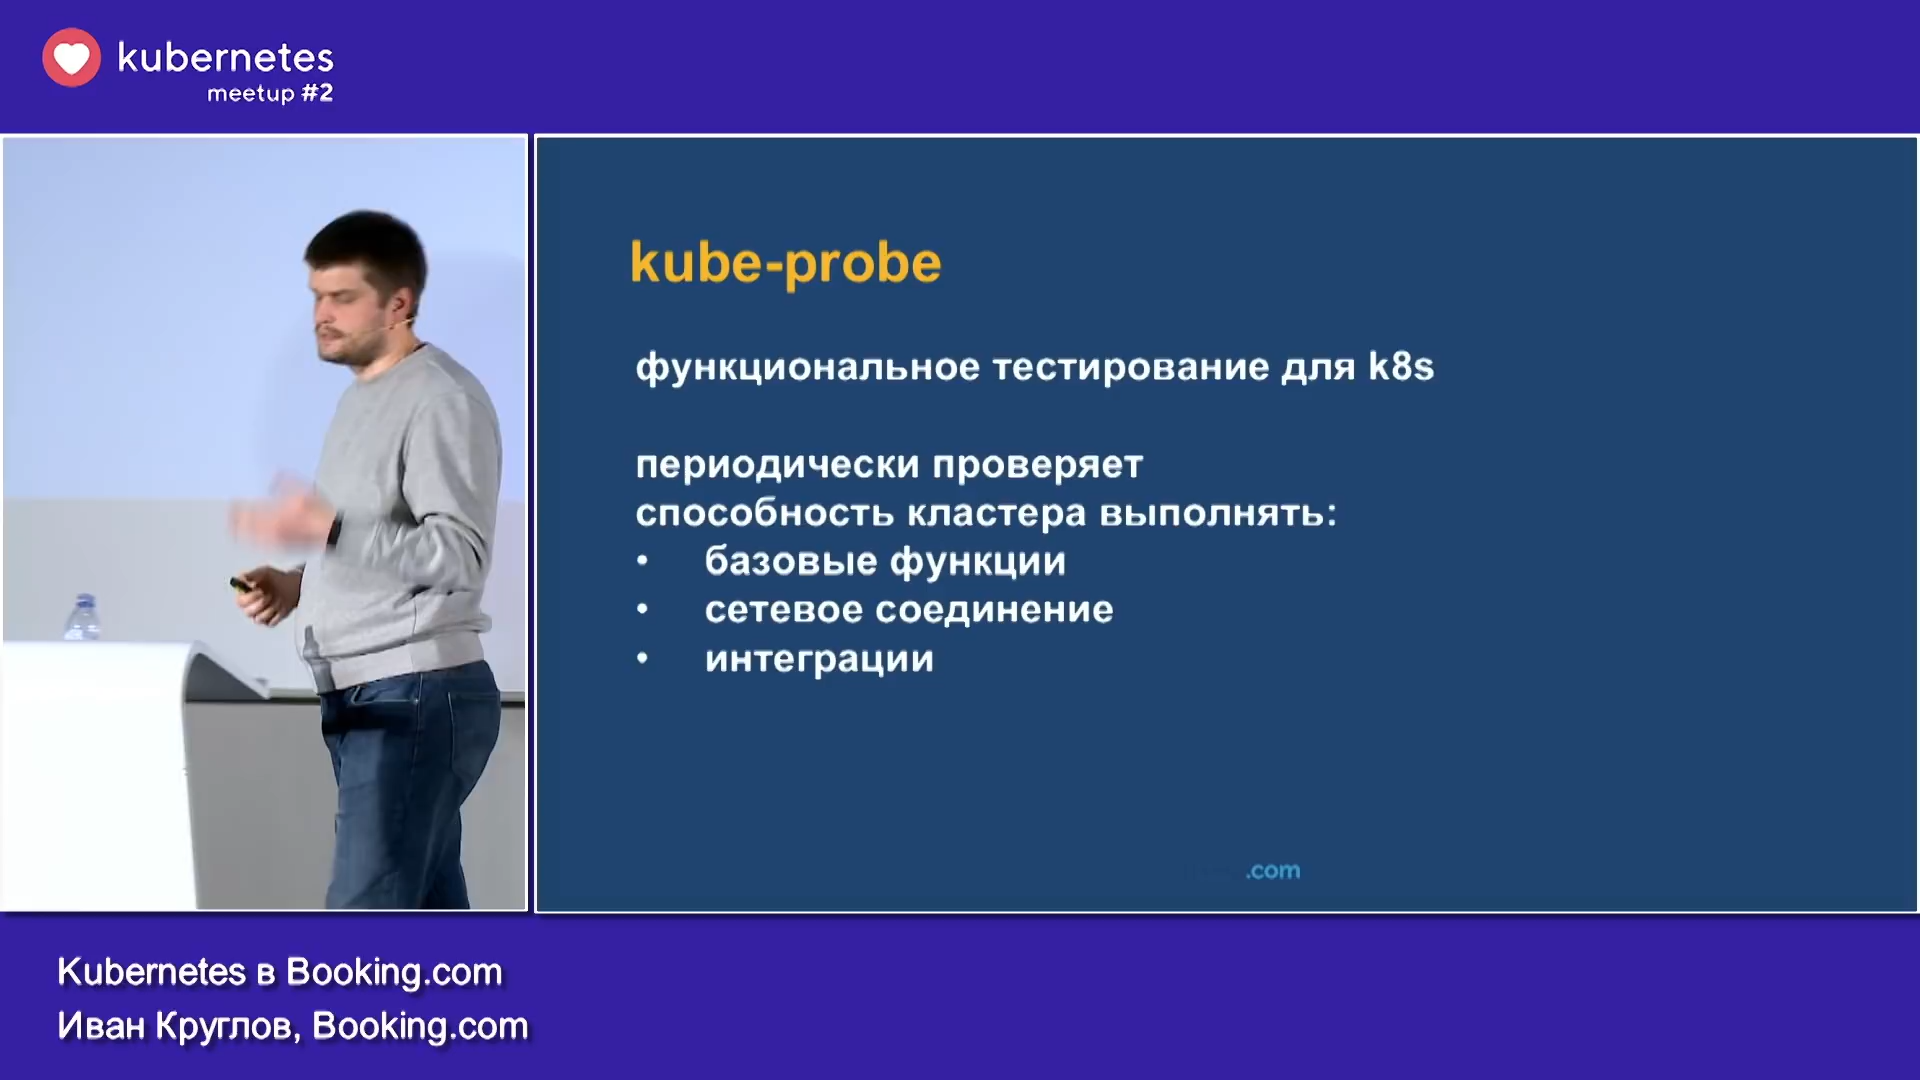 kubernetes
meetup #2
kube-probe
функциональное тестирование для k8s
периодически проверяет
способность кластера выполнять:
• базовые функции
• сетевое соединение
• интеграции
.com
Kubernetes в Booking.com
Иван Круглов, Booking.com